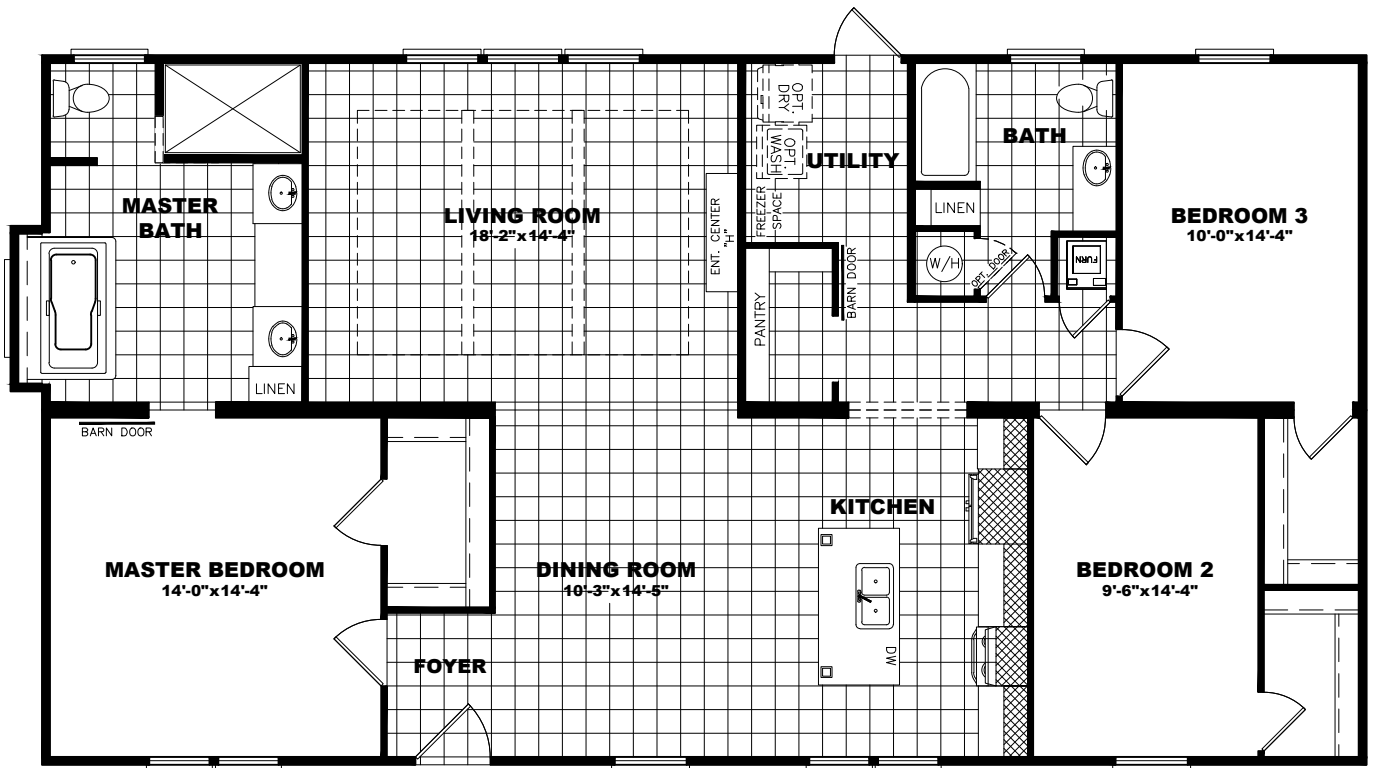 OPT.
DRY
OPT.
WASH
UTILITY
FREEZER
SPACE
BATH
LINEN
W/H
OPT. DOOR
FURN
BEDROOM 3
10'-0"x14'-4"
MASTER
BATH
LINEN
LIVING ROOM
18'-2"x14'-4"
ENT. CENTER
"H"
PANTRY
BARN DOOR
BARN DOOR
MASTER BEDROOM
14'-0"x14'-4"
FOYER
DINING ROOM
10'-3"x14'-5"
KITCHEN
DW
BEDROOM 2
9'-6"x14'-4"